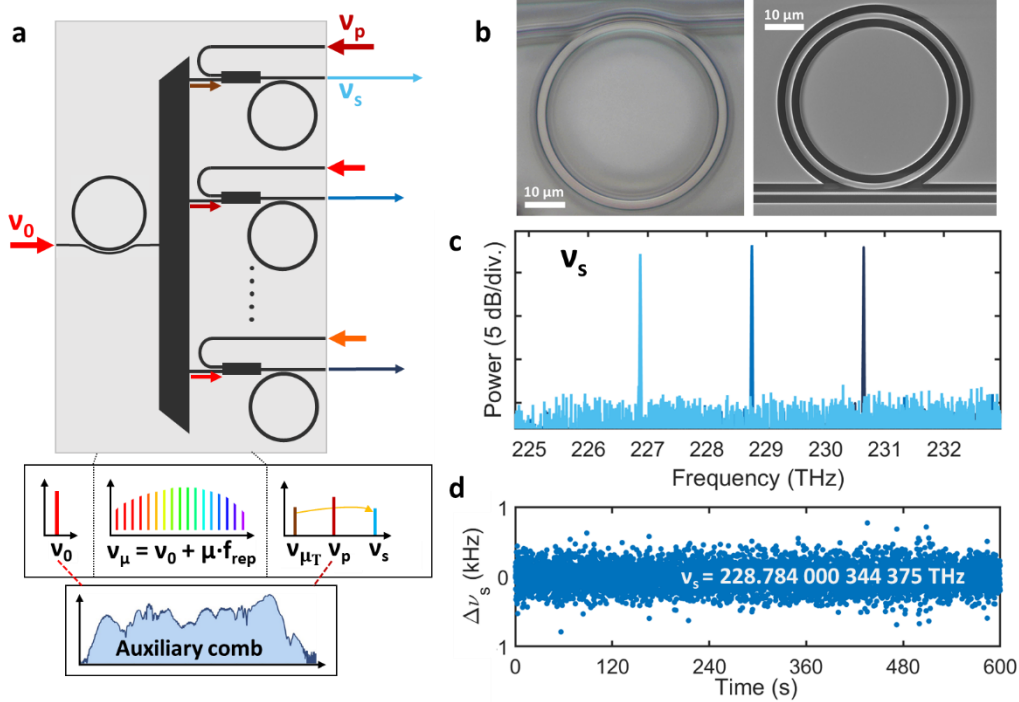 a
νp
νs
ν0
ν0
νμ = ν0 + μ·frep
νμT νp νs
Auxiliary comb
b
10 μm
10 μm
c
νs
Power (5 dB/div.)
225 226 227 228 229 230 231 232
Frequency (THz)
d
Δνs (kHz)
1
0
1
νs = 228.784 000 344 375 THz
0 120 240 360 480 600
Time (s)